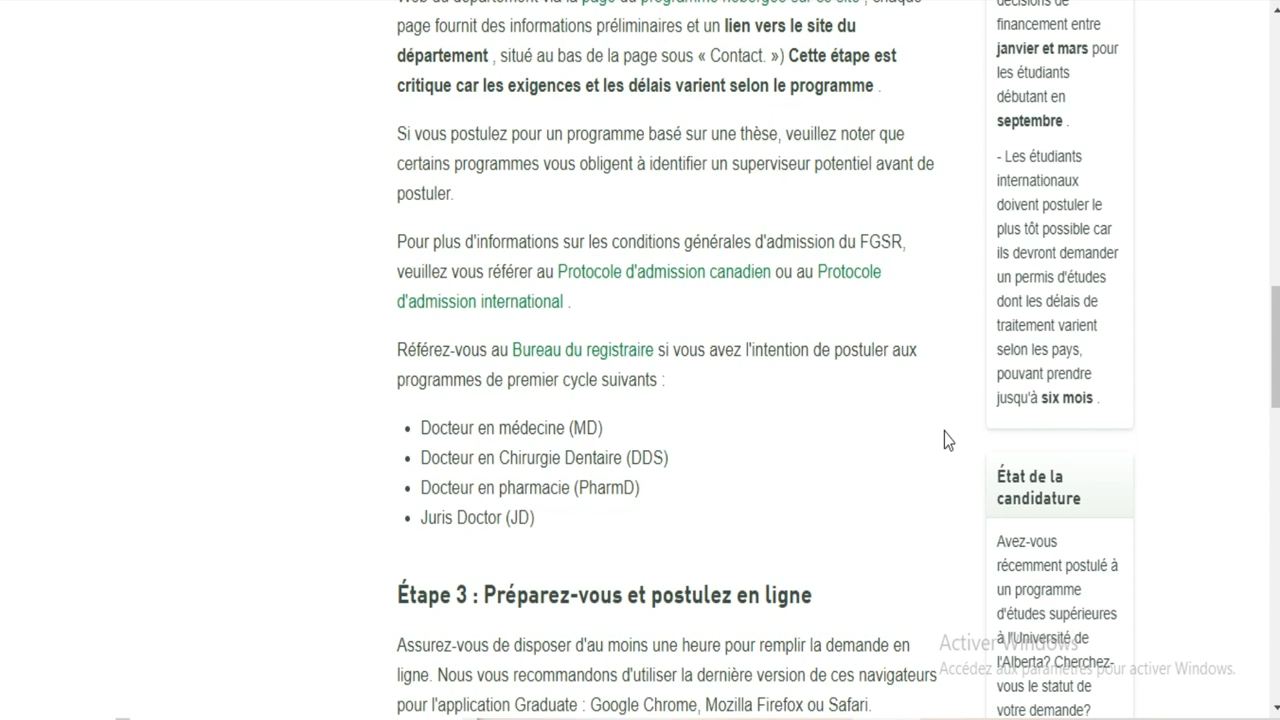 page fournit des informations préliminaires et un lien vers le site du
département , situé au bas de la page sous « Contact. ») Cette étape est
critique car les exigences et les délais varient selon le programme .
Si vous postulez pour un programme basé sur une thèse, veuillez noter que
certains programmes vous obligent à identifier un superviseur potentiel avant de
postuler.
Pour plus d'informations sur les conditions générales d'admission du FGSR,
veuillez vous référer au Protocole d'admission canadien ou au Protocole
d'admission international .
Référez-vous au Bureau du registraire si vous avez l'intention de postuler aux
programmes de premier cycle suivants :
• Docteur en médecine (MD)
• Docteur en Chirurgie Dentaire (DDS)
• Docteur en pharmacie (PharmD)
• Juris Doctor (JD)
Étape 3 : Préparez-vous et postulez en ligne
Assurez-vous de disposer d'au moins une heure pour remplir la demande en
ligne. Nous vous recommandons d'utiliser la dernière version de ces navigateurs
pour l'application Graduate : Google Chrome, Mozilla Firefox ou Safari.
décisions de
financement entre
janvier et mars pour
les étudiants
débutant en
septembre .
- Les étudiants
internationaux
doivent postuler le
plus tôt possible car
ils devront demander
un permis d'études
dont les délais de
traitement varient
selon les pays,
pouvant prendre
jusqu'à six mois .
État de la
candidature
Avez-vous
récemment postulé à
un programme
d'études supérieures
à l'Université de
l'Alberta? Cherchez-
vous le statut de
votre demande?
Activer Windows
Accédez aux paramètres pour activer Windows.